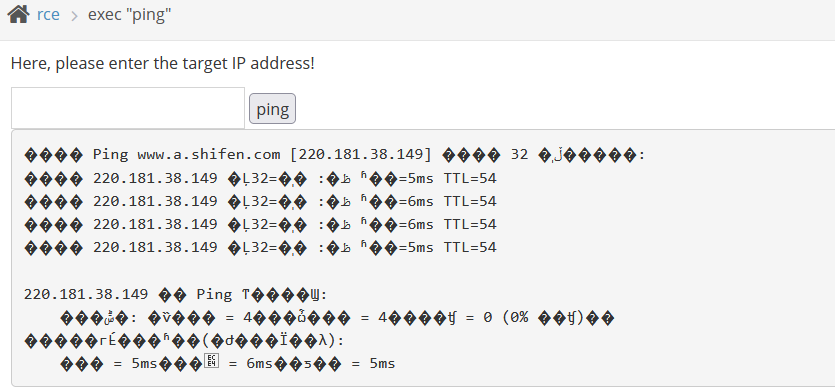 rce > exec "ping"
Here, please enter the target IP address!
ping
���� Ping www.a.shifen.com [220.181.38.149] ���� 32 �ֽڵ�����:
���� 220.181.38.149 �Ļظ�: �ֽ�=32 ʱ��=5ms TTL=54
���� 220.181.38.149 �Ļظ�: �ֽ�=32 ʱ��=6ms TTL=54
���� 220.181.38.149 �Ļظ�: �ֽ�=32 ʱ��=6ms TTL=54
���� 220.181.38.149 �Ļظ�: �ֽ�=32 ʱ��=5ms TTL=54
220.181.38.149 �� Ping ͳ����Ϣ:
���ݰ�: �ѷ��� = 4���ѽ��� = 4����ʧ = 0 (0% ��ʧ)��
�����г̵Ĺ���ʱ��(�Ժ���Ϊ��λ):
��� = 5ms��� = 6ms��ƽ�� = 5ms